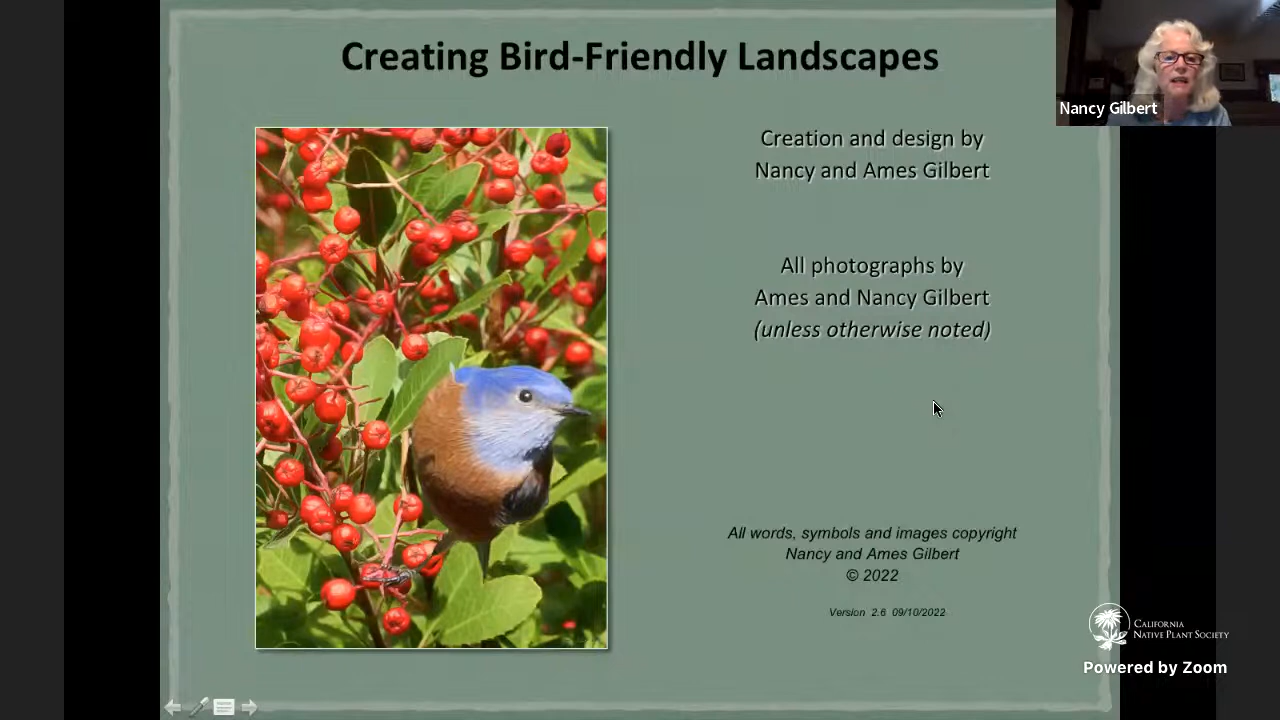 Creating Bird-Friendly Landscapes
Nancy Gilbert
Creation and design by
Nancy and Ames Gilbert
All photographs by
Ames and Nancy Gilbert
(unless otherwise noted)
All words, symbols and images copyright
Nancy and Ames Gilbert
© 2022
Version 2.6 09/10/2022
CALIFORNIA
NATIVE PLANT SOCIETY
Powered by Zoom